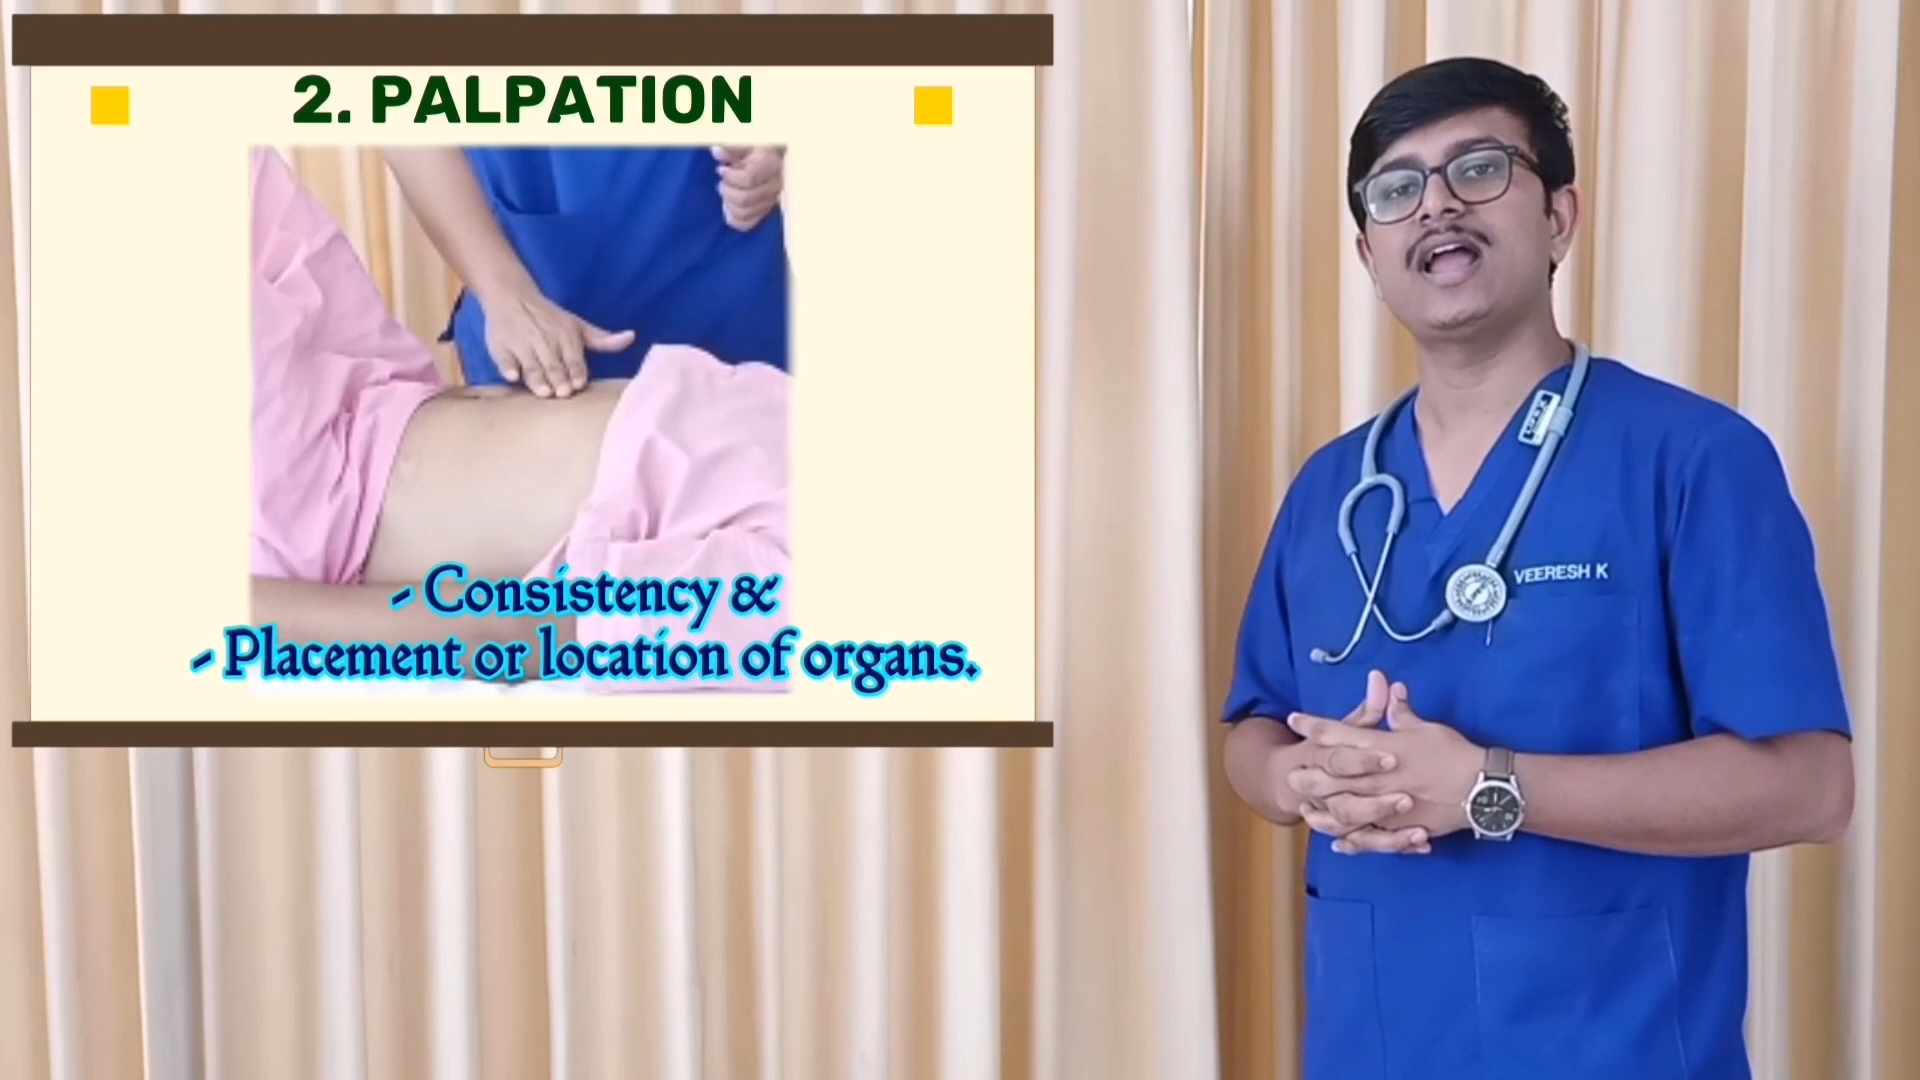 2. PALPATION
- Consistency &
- Placement or location of organs.
VEERESH K